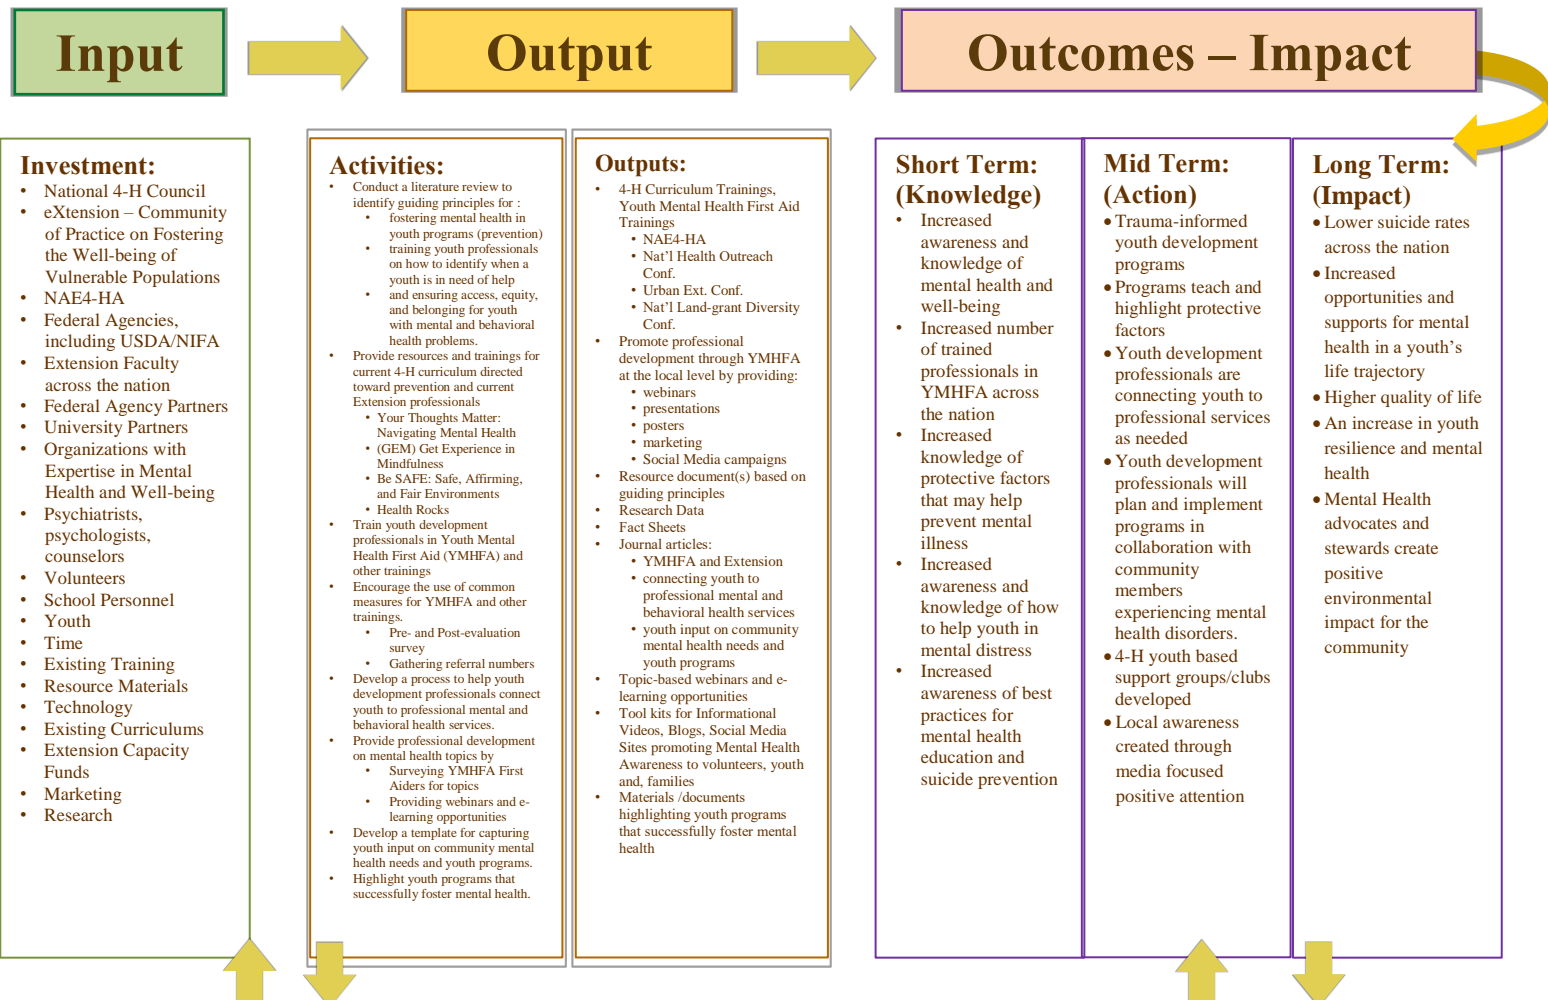 Input
Output
Outcomes – Impact
Investment:
• National 4-H Council
• eXtension – Community
of Practice on Fostering
the Well-being of
Vulnerable Populations
• NAE4-HA
• Federal Agencies,
including USDA/NIFA
• Extension Faculty
across the nation
• Federal Agency Partners
• University Partners
• Organizations with
Expertise in Mental
Health and Well-being
• Psychiatrists,
psychologists,
counselors
• Volunteers
• School Personnel
• Youth
• Time
• Existing Training
• Resource Materials
• Technology
• Existing Curriculums
• Extension Capacity
Funds
• Marketing
• Research
Activities:
• Conduct a literature review to
identify guiding principles for :
• fostering mental health in
youth programs (prevention)
• training youth professionals
on how to identify when a
youth is in need of help
• and ensuring access, equity,
and belonging for youth
with mental and behavioral
health problems.
• Provide resources and trainings for
current 4-H curriculum directed
toward prevention and current
Extension professionals
• Your Thoughts Matter:
Navigating Mental Health
• (GEM) Get Experience in
Mindfulness
• Be SAFE: Safe, Affirming,
and Fair Environments
• Health Rocks
• Train youth development
professionals in Youth Mental
Health First Aid (YMHFA) and
other trainings
• Encourage the use of common
measures for YMHFA and other
trainings.
• Pre- and Post-evaluation
survey
• Gathering referral numbers
• Develop a process to help youth
development professionals connect
youth to professional mental and
behavioral health services.
• Provide professional development
on mental health topics by
• Surveying YMHFA First
Aiders for topics
• Providing webinars and e-
learning opportunities
• Develop a template for capturing
youth input on community mental
health needs and youth programs.
• Highlight youth programs that
successfully foster mental health.
Outputs:
• 4-H Curriculum Trainings,
Youth Mental Health First Aid
Trainings
• NAE4-HA
• Nat’l Health Outreach
Conf.
• Urban Ext. Conf.
• Nat’l Land-grant Diversity
Conf.
• Promote professional
development through YMHFA
at the local level by providing:
• webinars
• presentations
• posters
• marketing
• Social Media campaigns
• Resource document(s) based on
guiding principles
• Research Data
• Fact Sheets
• Journal articles:
• YMHFA and Extension
• connecting youth to
professional mental and
behavioral health services
• youth input on community
mental health needs and
youth programs
• Topic-based webinars and e-
learning opportunities
• Tool kits for Informational
Videos, Blogs, Social Media
Sites promoting Mental Health
Awareness to volunteers, youth
and, families
• Materials /documents
highlighting youth programs
that successfully foster mental
health
Short Term:
(Knowledge)
• Increased
awareness and
knowledge of
mental health and
well-being
• Increased number
of trained
professionals in
YMHFA across
the nation
• Increased
knowledge of
protective factors
that may help
prevent mental
illness
• Increased
awareness and
knowledge of how
to help youth in
mental distress
• Increased
awareness of best
practices for
mental health
education and
suicide prevention
Mid Term:
(Action)
• Trauma-informed
youth development
programs
• Programs teach and
highlight protective
factors
• Youth development
professionals are
connecting youth to
professional services
as needed
• Youth development
professionals will
plan and implement
programs in
collaboration with
community
members
experiencing mental
health disorders.
• 4-H youth based
support groups/clubs
developed
• Local awareness
created through
media focused
positive attention
Long Term:
(Impact)
• Lower suicide rates
across the nation
• Increased
opportunities and
supports for mental
health in a youth’s
life trajectory
• Higher quality of life
• An increase in youth
resilience and mental
health
• Mental Health
advocates and
stewards create
positive
environmental
impact for the
community